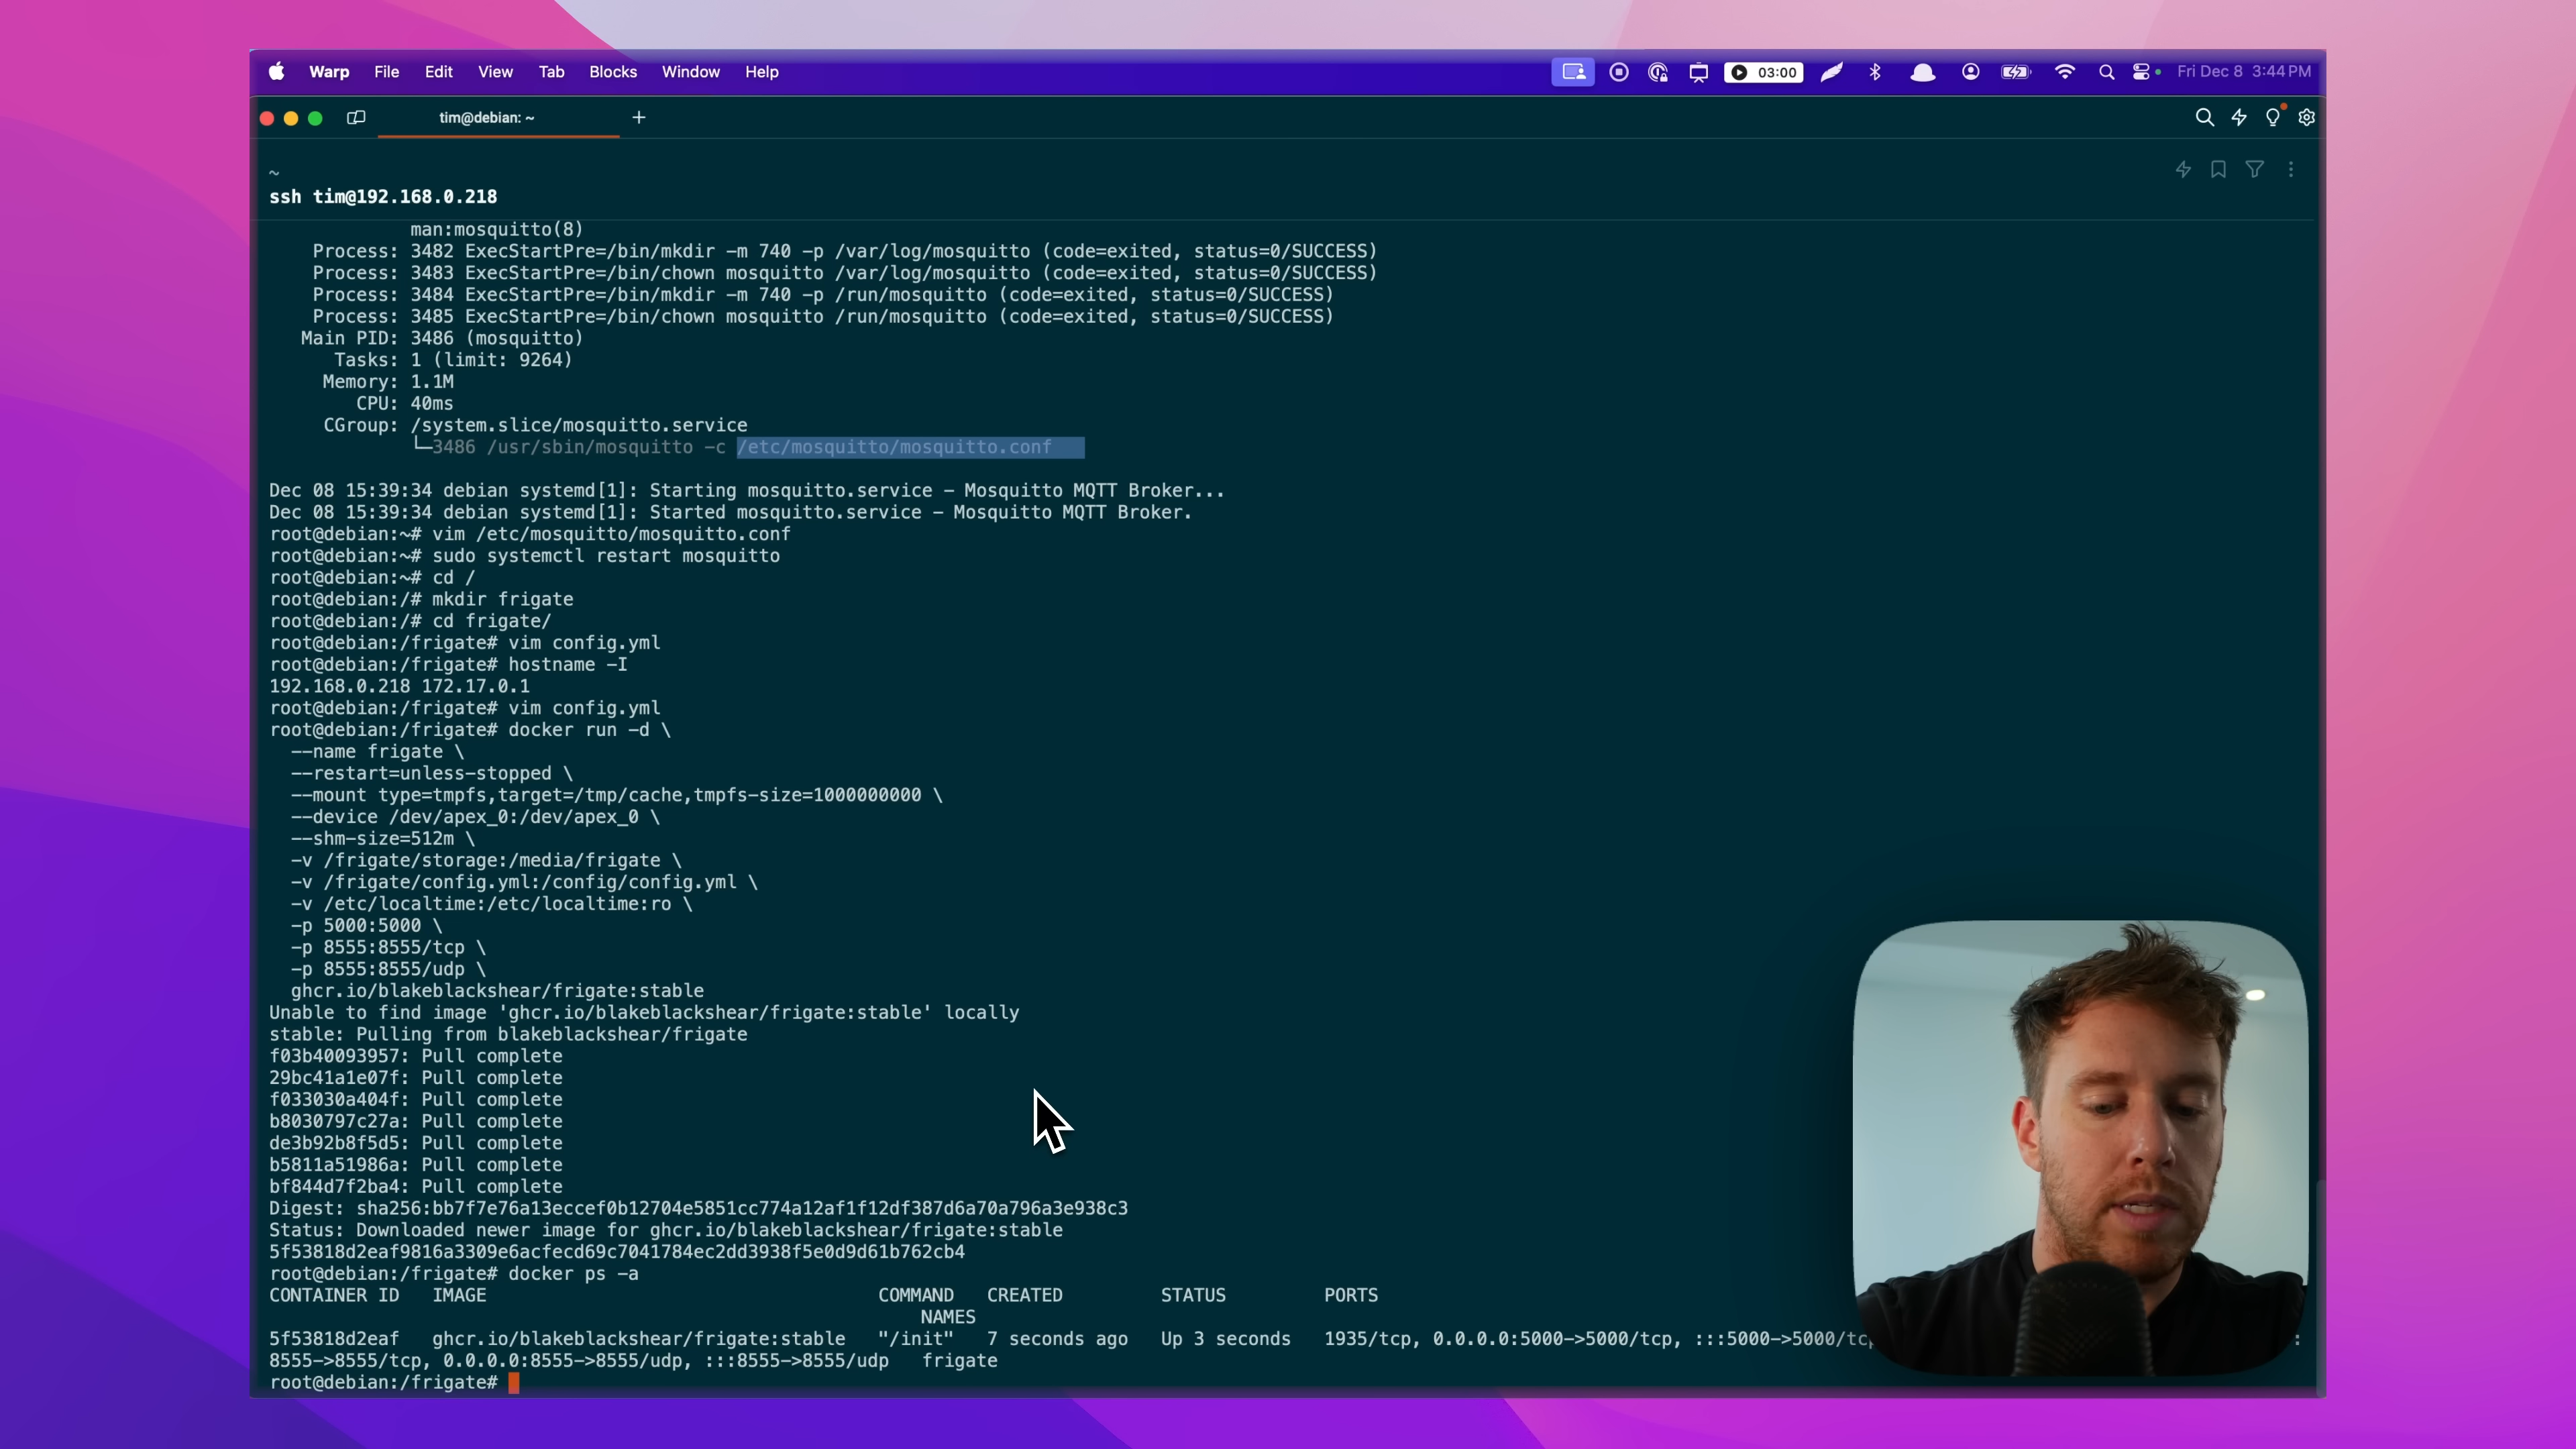 Warp File Edit View Tab Blocks Window Help 03:00 Fri Dec 8 3:44 PM
tim@debian: ~ +
~
ssh tim@192.168.0.218
man:mosquitto(8)
Process: 3482 ExecStartPre=/bin/mkdir -m 740 -p /var/log/mosquitto (code=exited, status=0/SUCCESS)
Process: 3483 ExecStartPre=/bin/chown mosquitto /var/log/mosquitto (code=exited, status=0/SUCCESS)
Process: 3484 ExecStartPre=/bin/mkdir -m 740 -p /run/mosquitto (code=exited, status=0/SUCCESS)
Process: 3485 ExecStartPre=/bin/chown mosquitto /run/mosquitto (code=exited, status=0/SUCCESS)
Main PID: 3486 (mosquitto)
Tasks: 1 (limit: 9264)
Memory: 1.1M
CPU: 40ms
CGroup: /system.slice/mosquitto.service
└─3486 /usr/sbin/mosquitto -c /etc/mosquitto/mosquitto.conf
Dec 08 15:39:34 debian systemd[1]: Starting mosquitto.service - Mosquitto MQTT Broker...
Dec 08 15:39:34 debian systemd[1]: Started mosquitto.service - Mosquitto MQTT Broker.
root@debian:~# vim /etc/mosquitto/mosquitto.conf
root@debian:~# sudo systemctl restart mosquitto
root@debian:~# cd /
root@debian:/# mkdir frigate
root@debian:/# cd frigate/
root@debian:/frigate# vim config.yml
root@debian:/frigate# hostname -I
192.168.0.218 172.17.0.1
root@debian:/frigate# vim config.yml
root@debian:/frigate# docker run -d \
--name frigate \
--restart=unless-stopped \
--mount type=tmpfs,target=/tmp/cache,tmpfs-size=1000000000 \
--device /dev/apex_0:/dev/apex_0 \
--shm-size=512m \
-v /frigate/storage:/media/frigate \
-v /frigate/config.yml:/config/config.yml \
-v /etc/localtime:/etc/localtime:ro \
-p 5000:5000 \
-p 8555:8555/tcp \
-p 8555:8555/udp \
ghcr.io/blakeblackshear/frigate:stable
Unable to find image 'ghcr.io/blakeblackshear/frigate:stable' locally
stable: Pulling from blakeblackshear/frigate
f03b40093957: Pull complete
29bc41a1e07f: Pull complete
f033030a404f: Pull complete
b8030797c27a: Pull complete
de3b92b8f5d5: Pull complete
b5811a51986a: Pull complete
bf844d7f2ba4: Pull complete
Digest: sha256:bb7f7e76a13eccef0b12704e5851cc774a12af1f12df387d6a70a796a3e938c3
Status: Downloaded newer image for ghcr.io/blakeblackshear/frigate:stable
5f53818d2eaf9816a3309e6acfecd69c7041784ec2dd3938f5e0d9d61b762cb4
root@debian:/frigate# docker ps -a
CONTAINER ID IMAGE COMMAND CREATED STATUS PORTS
NAMES
5f53818d2eaf ghcr.io/blakeblackshear/frigate:stable "/init" 7 seconds ago Up 3 seconds 1935/tcp, 0.0.0.0:5000->5000/tcp, :::5000->5000/tcp :
8555->8555/tcp, 0.0.0.0:8555->8555/udp, :::8555->8555/udp frigate
root@debian:/frigate#